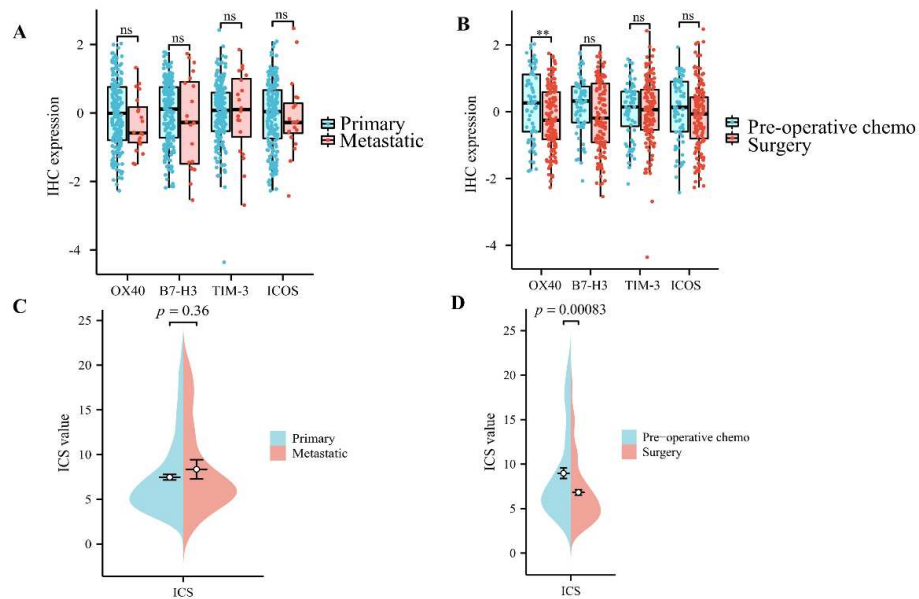 A
IHC expression
2
0
-2
-4
ns
ns
ns
ns
OX40
B7-H3
TIM-3
ICOS
Primary
Metastatic
B
IHC expression
2
0
-2
-4
**
ns
ns
ns
OX40
B7-H3
TIM-3
ICOS
Pre-operative chemo
Surgery
C
p = 0.36
ICS value
25
20
15
10
5
0
ICS
Primary
Metastatic
D
p = 0.00083
ICS value
25
20
15
10
5
0
ICS
Pre-operative chemo
Surgery